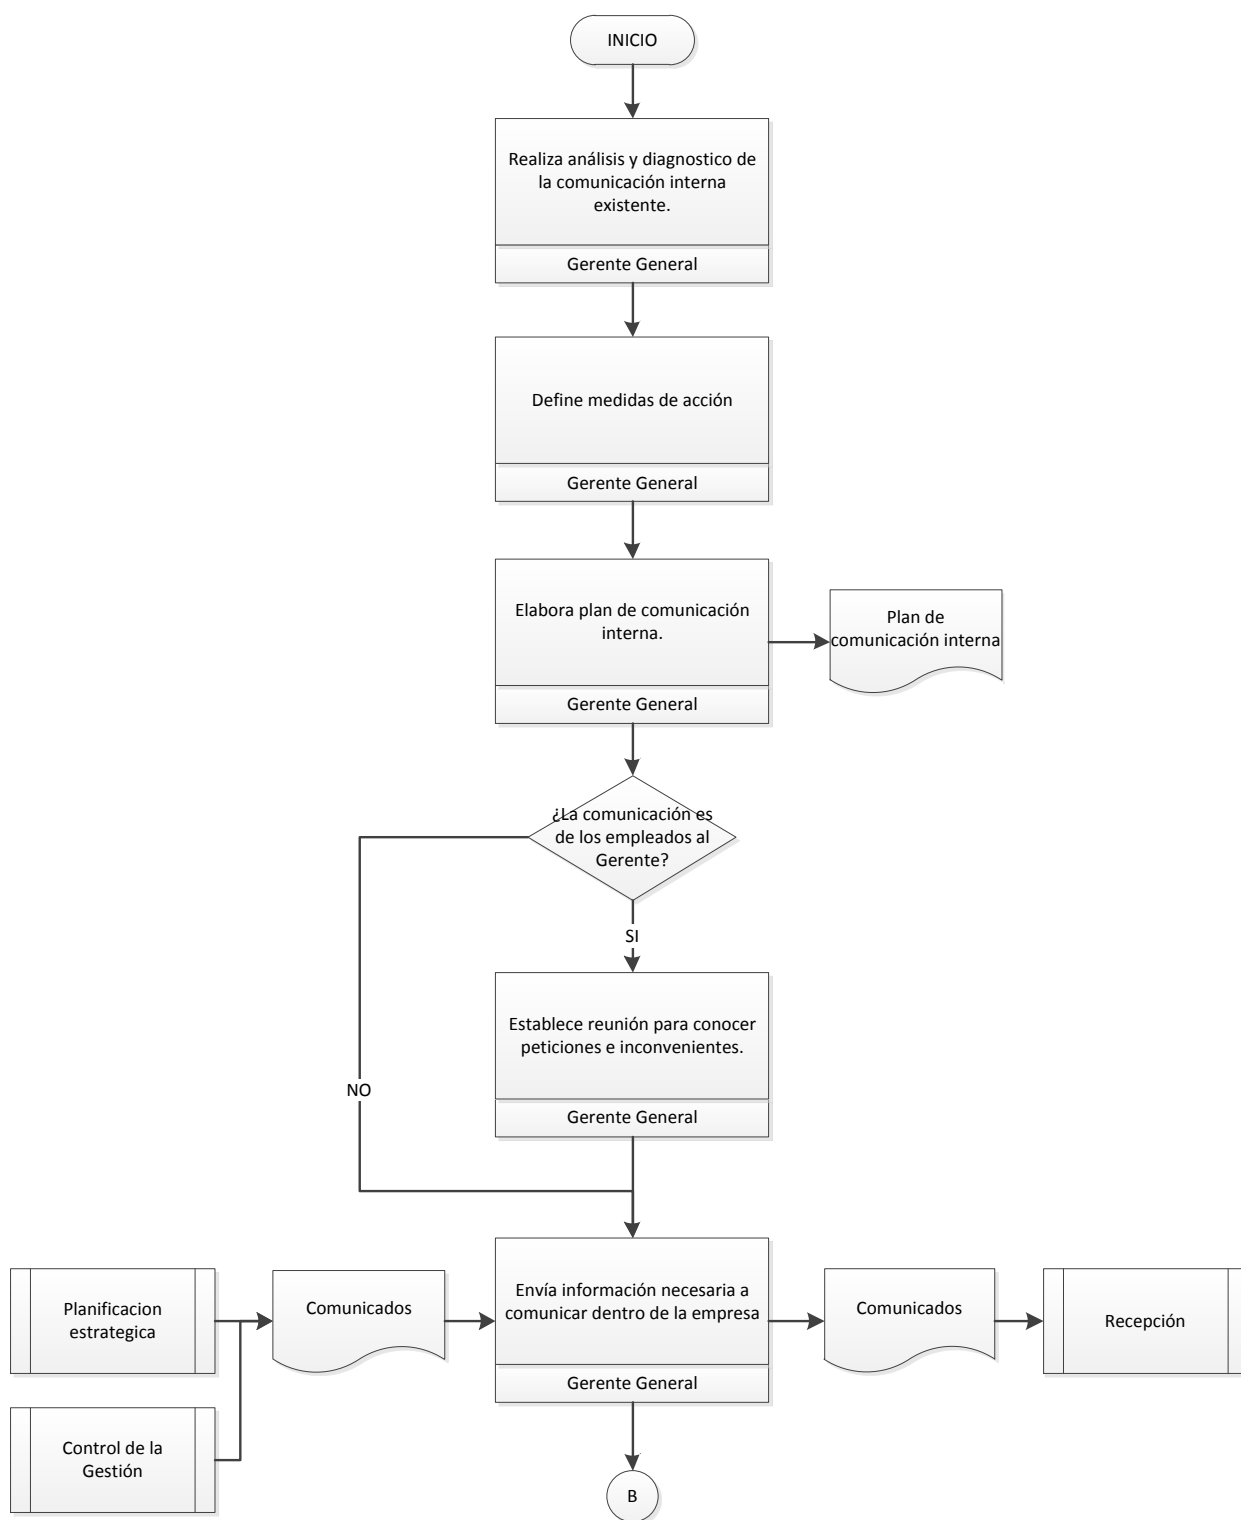 INICIO
Realiza análisis y diagnostico de
la comunicación interna
existente.
Gerente General
Define medidas de acción
Gerente General
Elabora plan de comunicación
interna.
Gerente General
Plan de
comunicación interna
¿La comunicación es
de los empleados al
Gerente?
SI
Establece reunión para conocer
peticiones e inconvenientes.
Gerente General
NO
Planificacion
estrategica
Comunicados
Envía información necesaria a
comunicar dentro de la empresa
Gerente General
Comunicados
Recepción
Control de la
Gestión
B